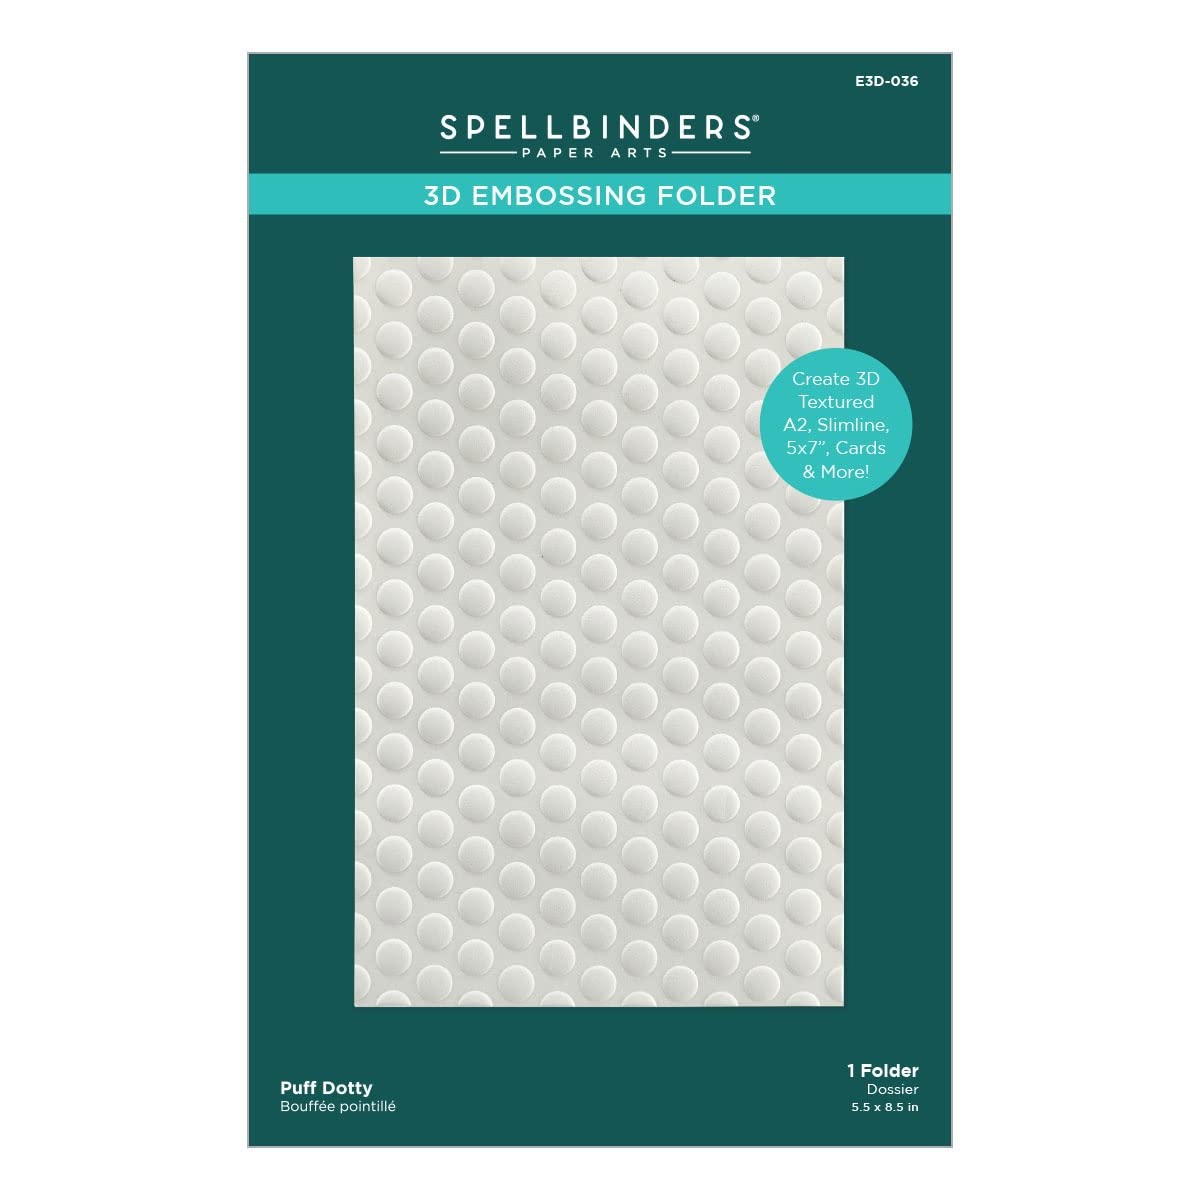 E3D-036
SPELLBINDERS®
PAPER ARTS
3D EMBOSSING FOLDER
Create 3D
Textured
A2, Slimline,
5x7”, Cards
& More!
Puff Dotty
Bouffée pointillé
1 Folder
Dossier
5.5 x 8.5 in